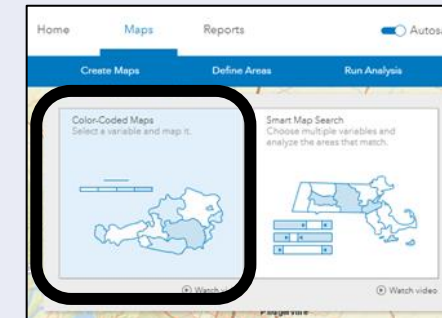 Home Maps Reports Autosa
Create Maps Define Areas Run Analysis
Color-Coded Maps
Select a variable and map it.
Smart Map Search
Choose multiple variables and
analyze the areas that match.
Watch video